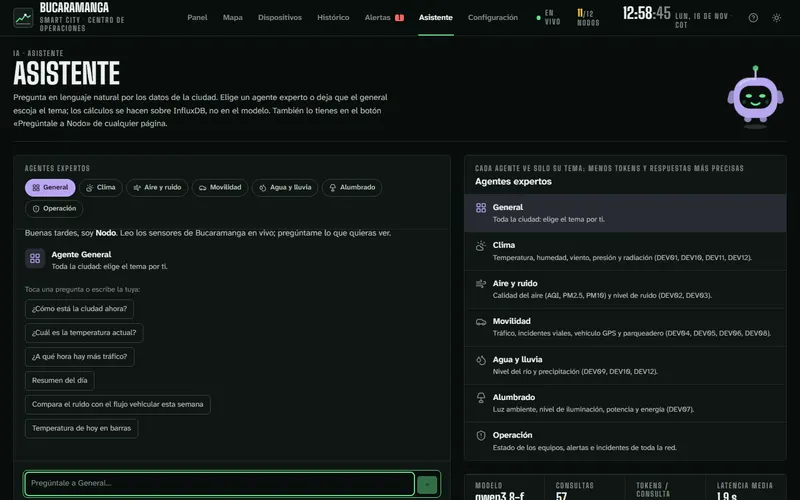 BUCARAMANGA
SMART CITY · CENTRO DE
OPERACIONES
Panel
Mapa
Dispositivos
Histórico
Alertas
Asistente
Configuración
EN
VIVO
11/12
NODOS
12:58:45
LUN, 16 DE NOV ·
COT
IA · ASISTENTE
ASISTENTE
Pregunta en lenguaje natural por los datos de la ciudad. Elige un agente experto o deja que el general
escoja el tema; los cálculos se hacen sobre InfluxDB, no en el modelo. También lo tienes en el botón
«Pregúntale a Nodo» de cualquier página.
AGENTES EXPERTOS
General
Clima
Aire y ruido
Movilidad
Agua y lluvia
Alumbrado
Operación
Buenas tardes, soy Nodo. Leo los sensores de Bucaramanga en vivo; pregúntame lo que quieras ver.
Agente General
Toda la ciudad: elige el tema por ti.
Toca una pregunta o escribe la tuya:
¿Cómo está la ciudad ahora?
¿Cuál es la temperatura actual?
¿A qué hora hay más tráfico?
Resumen del día
Compara el ruido con el flujo vehicular esta semana
Temperatura de hoy en barras
Pregúntale a General...
CADA AGENTE VE SOLO SU TEMA: MENOS TOKENS Y RESPUESTAS MÁS PRECISAS
Agentes expertos
General
Toda la ciudad: elige el tema por ti.
Clima
Temperatura, humedad, viento, presión y radiación (DEV01, DEV10, DEV11, DEV12).
Aire y ruido
Calidad del aire (AQI, PM2.5, PM10) y nivel de ruido (DEV02, DEV03).
Movilidad
Tráfico, incidentes viales, vehículo GPS y parqueadero (DEV04, DEV05, DEV06, DEV08).
Agua y lluvia
Nivel del río y precipitación (DEV09, DEV10, DEV12).
Alumbrado
Luz ambiente, nivel de iluminación, potencia y energía (DEV07).
Operación
Estado de los equipos, alertas e incidentes de toda la red.
MODELO
qwen3.8-f
CONSULTAS
57
TOKENS /
CONSULTA
LATENCIA MEDIA
1.9 s